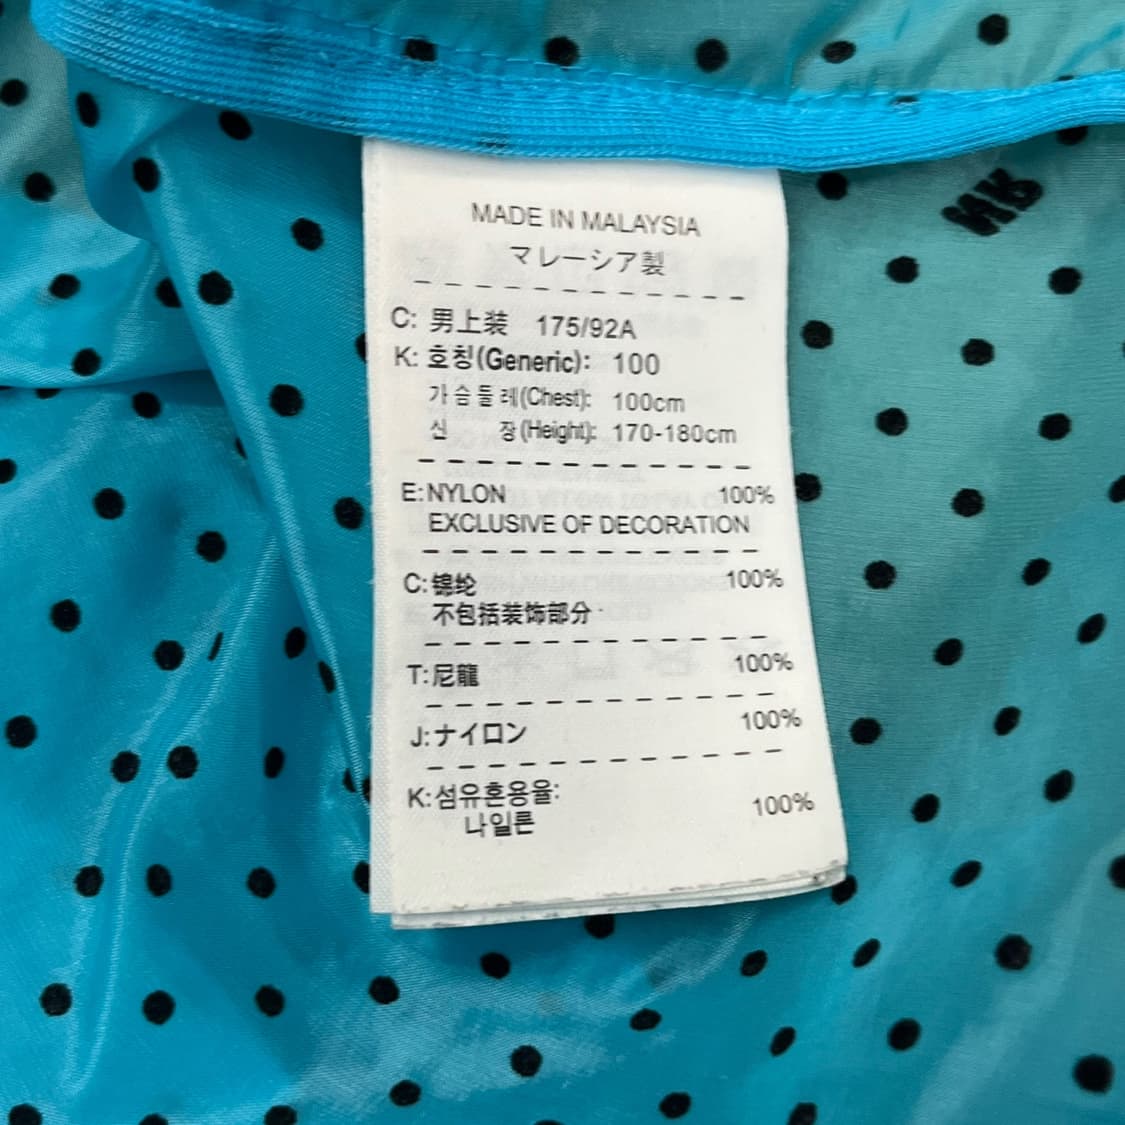 MADE IN MALAYSIA
マレーシア製
C: 男上装 175/92A
K: 호칭(Generic): 100
가슴들레(Chest): 100cm
신 장(Height): 170-180cm
E: NYLON 100%
EXCLUSIVE OF DECORATION
C: 锦纶 100%
不包括装饰部分
T: 尼龍 100%
J: ナイロン 100%
K: 섬유혼용율:
나일론 100%